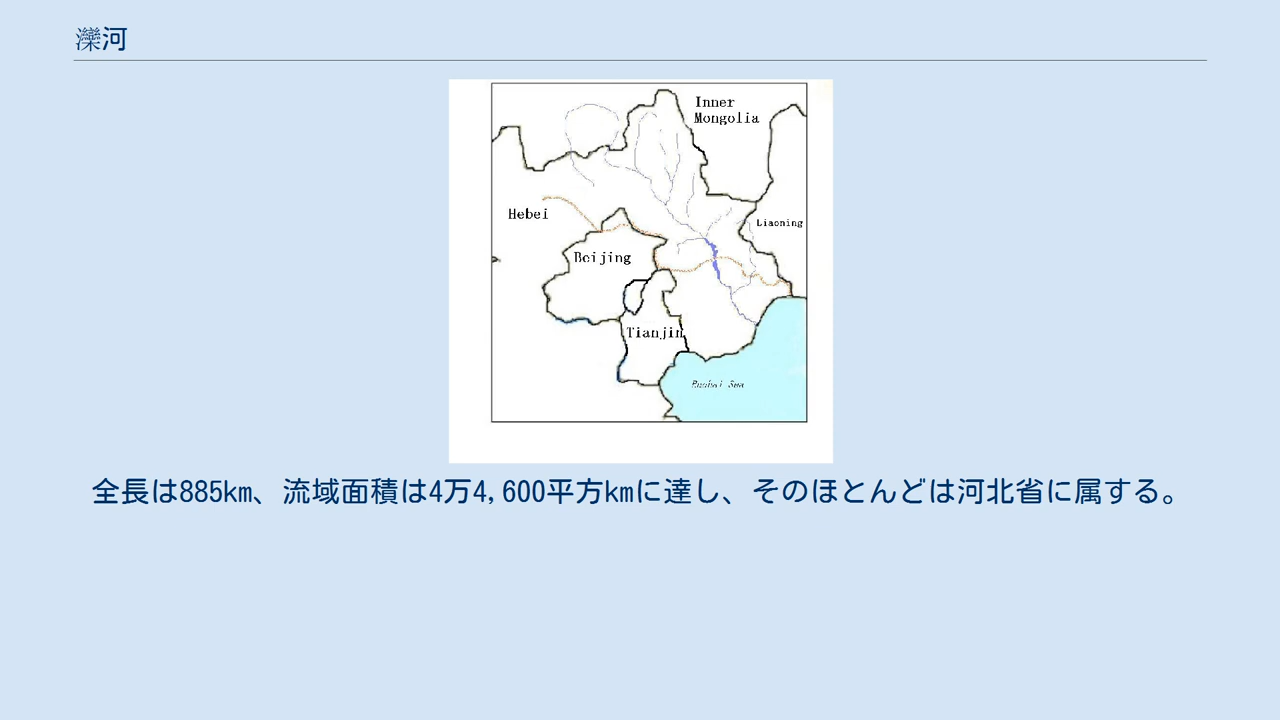 灤河
Inner
Mongolia
Hebei
Liaoning
Beijing
Tianjin
Sea
全長は885km、流域面積は4万4,600平方kmに達し、そのほとんどは河北省に属する。